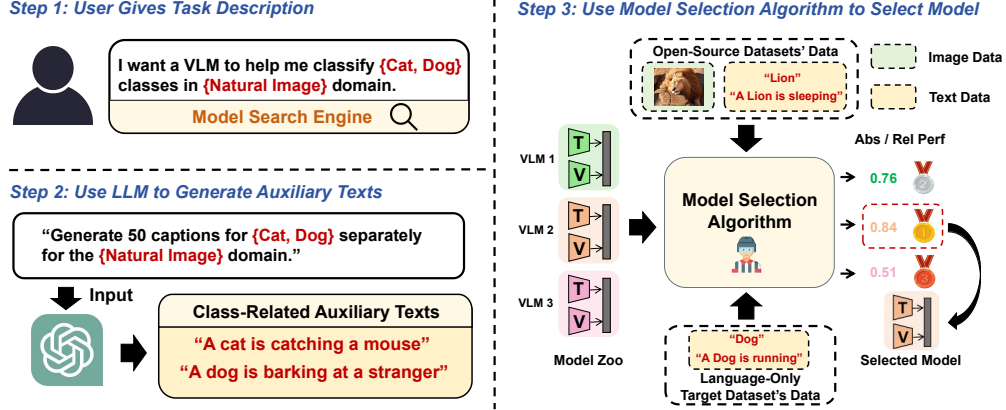 Step 1: User Gives Task Description
I want a VLM to help me classify {Cat, Dog}
classes in {Natural Image} domain.
Model Search Engine
Step 2: Use LLM to Generate Auxiliary Texts
“Generate 50 captions for {Cat, Dog} separately
for the {Natural Image} domain.”
Input
Class-Related Auxiliary Texts
“A cat is catching a mouse”
“A dog is barking at a stranger”
Step 3: Use Model Selection Algorithm to Select Model
Open-Source Datasets’ Data
“Lion”
“A Lion is sleeping”
Image Data
Text Data
VLM 1
T
V
VLM 2
T
V
VLM 3
T
V
Model Zoo
Model Selection
Algorithm
Abs / Rel Perf
0.76
2
0.84
1
0.51
3
T
V
Selected Model
“Dog”
“A Dog is running”
Language-Only
Target Dataset’s Data